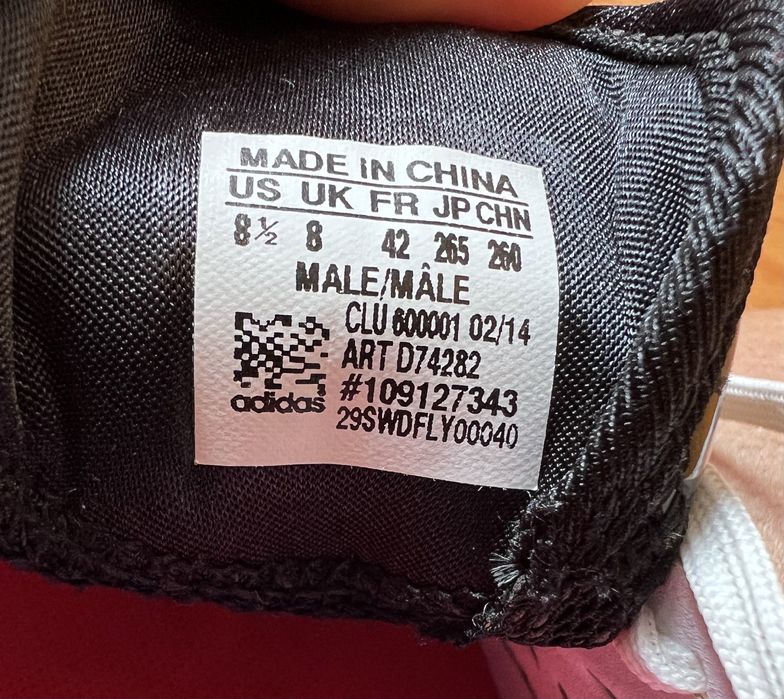 MADE IN CHINA
US UK FR JP CHN
8½ 8 42 265 260
MALE/MÂLE
CLU 600001 02/14
ART D74282
#109127343
adidas
29SWDFLY00040